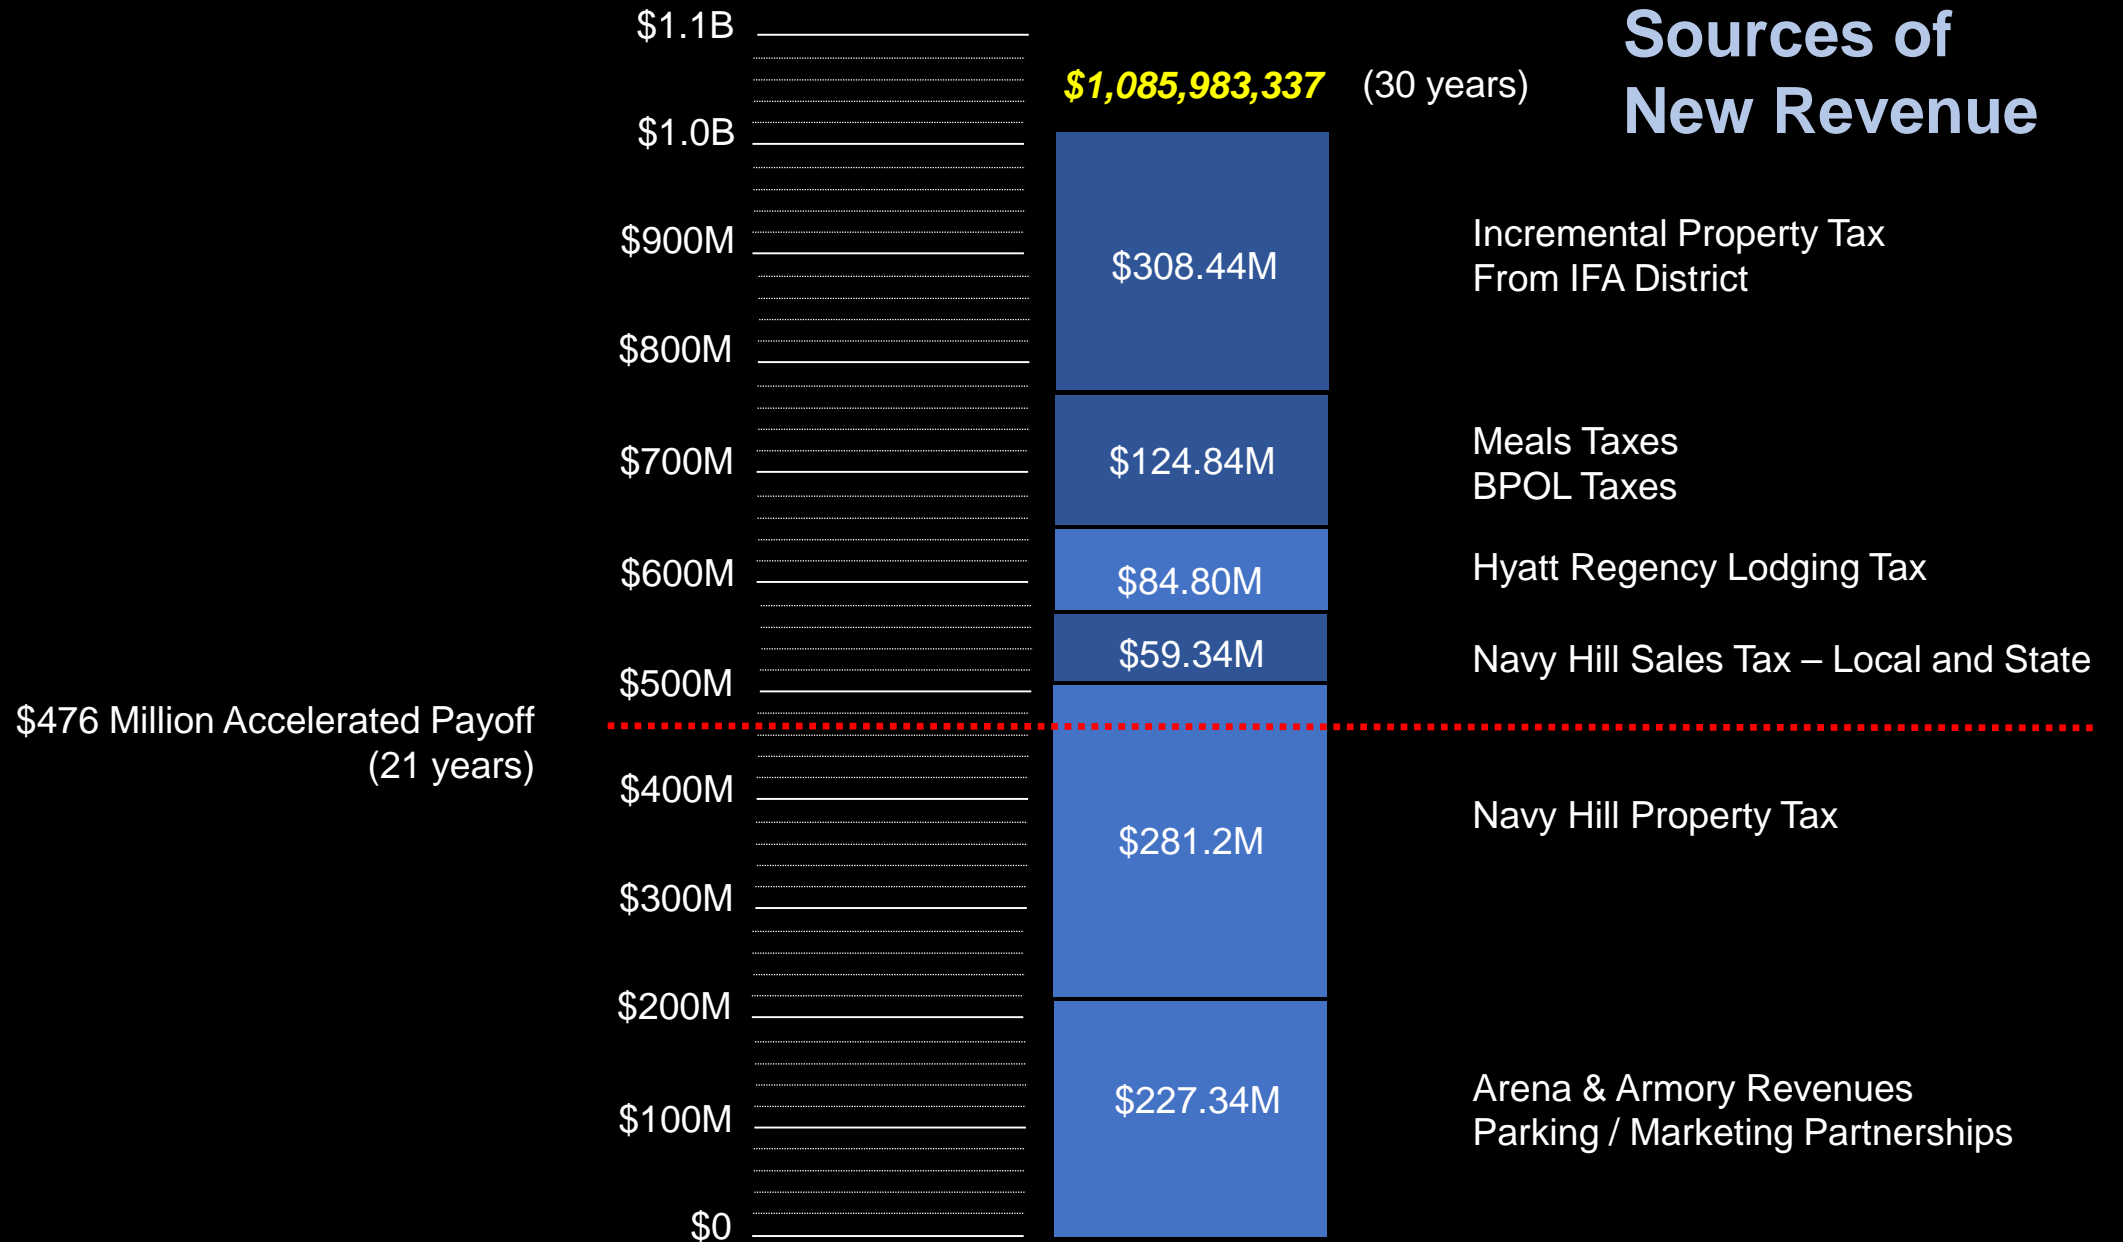 Sources of
New Revenue
$1.1B
$1,085,983,337 (30 years)
$1.0B
$900M
$308.44M
Incremental Property Tax
From IFA District
$800M
$700M
$124.84M
Meals Taxes
BPOL Taxes
$600M
$84.80M
Hyatt Regency Lodging Tax
$59.34M
Navy Hill Sales Tax – Local and State
$500M
$476 Million Accelerated Payoff
(21 years)
$400M
$281.2M
Navy Hill Property Tax
$300M
$200M
$227.34M
Arena & Armory Revenues
Parking / Marketing Partnerships
$100M
$0